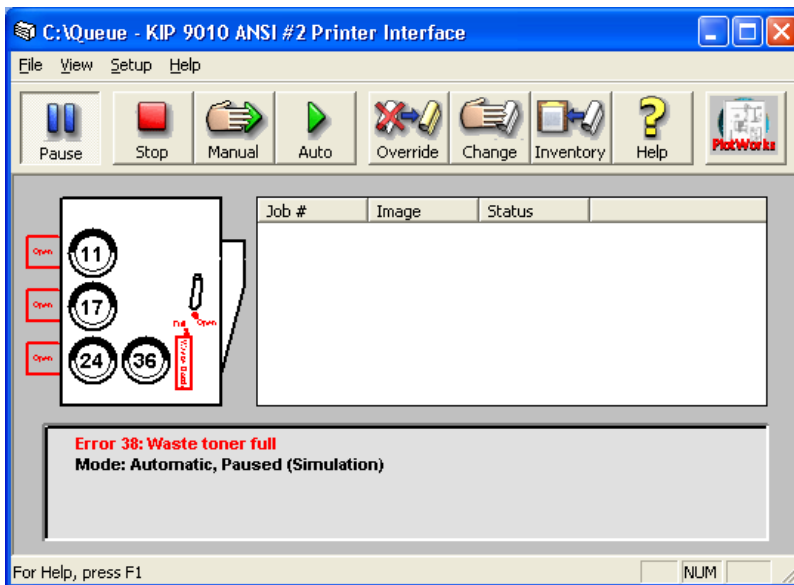 C:\Queue - KIP 9010 ANSI #2 Printer Interface
File View Setup Help
Pause Stop Manual Auto Override Change Inventory Help PlotWorks
Job # Image Status
Open 11
Open 17
Full Open
Open 24 36
Error 38: Waste toner full
Mode: Automatic, Paused (Simulation)
For Help, press F1 NUM